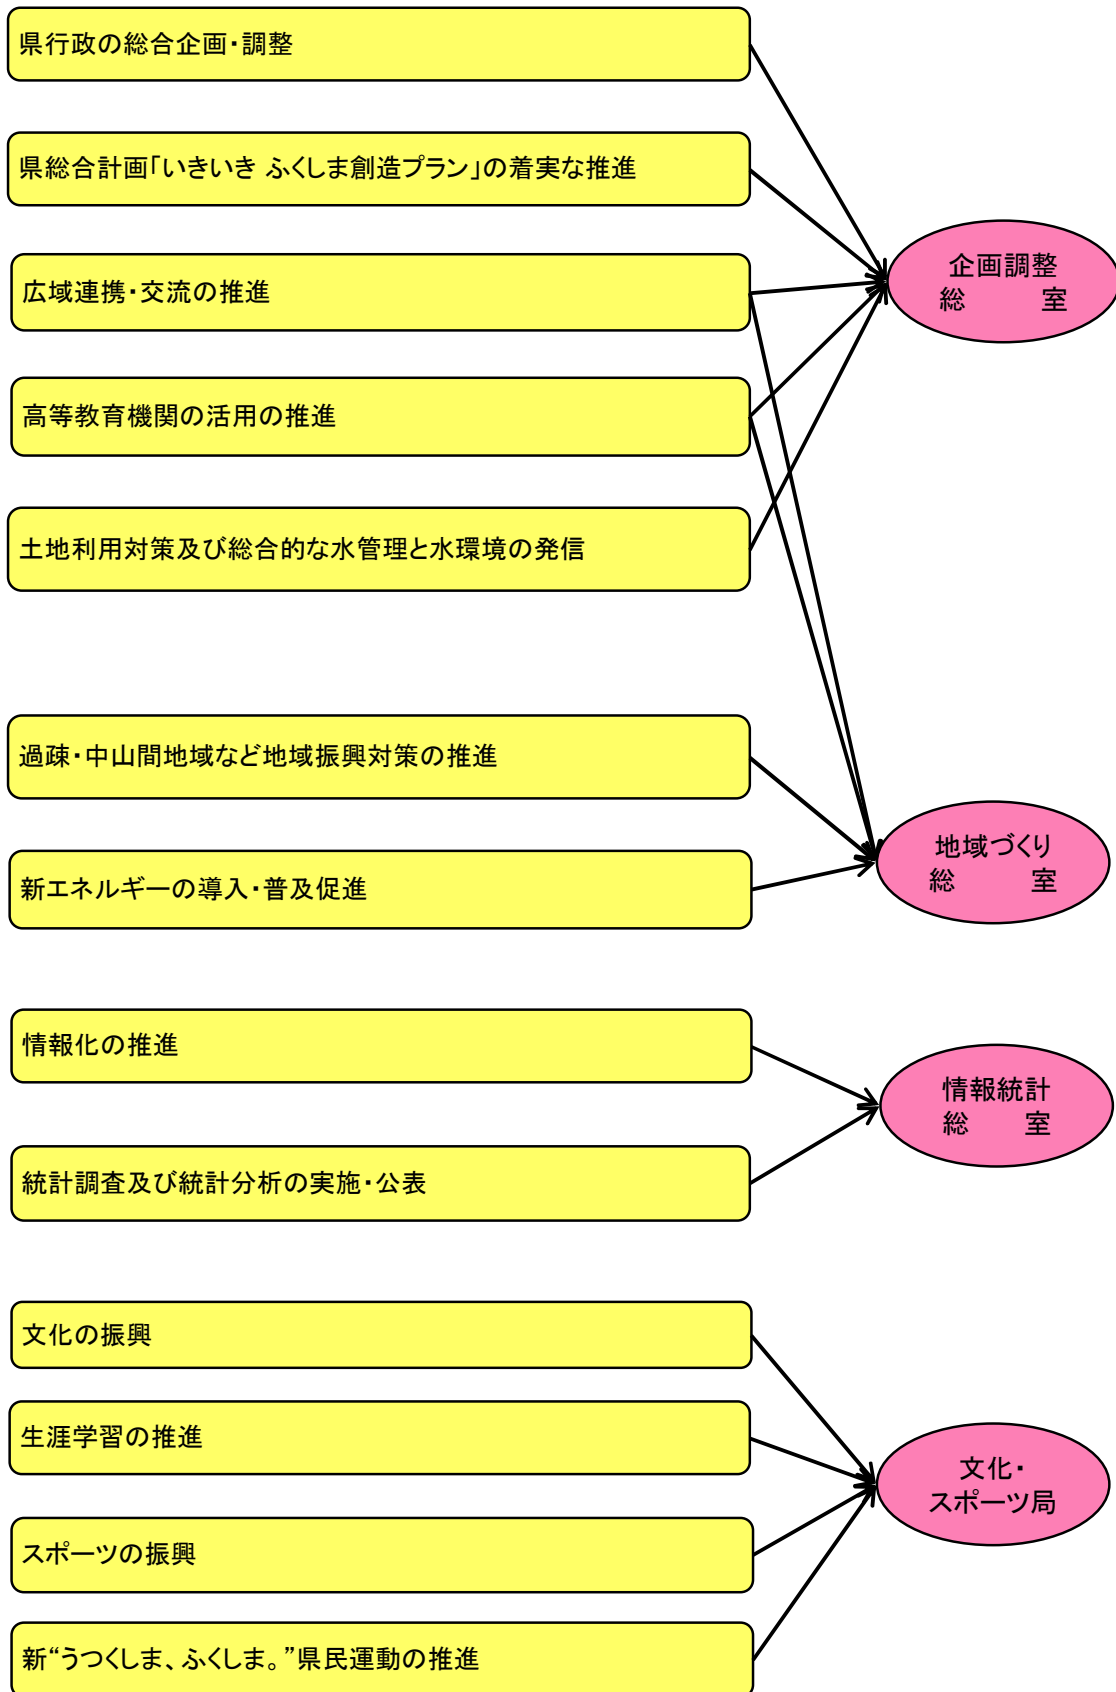 県行政の総合企画・調整
県総合計画「いきいき ふくしま創造プラン」の着実な推進
広域連携・交流の推進
高等教育機関の活用の推進
土地利用対策及び総合的な水管理と水環境の発信
企画調整
総　　　室
過疎・中山間地域など地域振興対策の推進
新エネルギーの導入・普及促進
地域づくり
総　　　室
情報化の推進
統計調査及び統計分析の実施・公表
情報統計
総　　室
文化の振興
生涯学習の推進
スポーツの振興
新“うつくしま、ふくしま。”県民運動の推進
文化・
スポーツ局